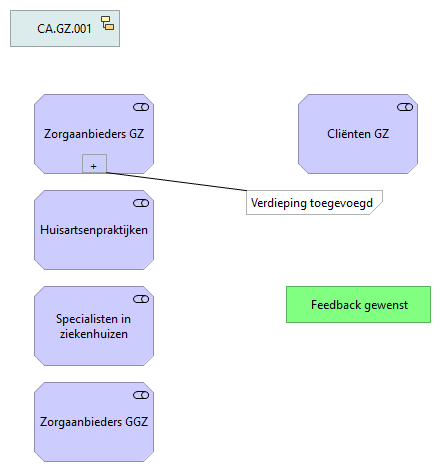 CA.GZ.001
Zorgaanbieders GZ
+
Cliënten GZ
Verdieping toegevoegd
Huisartsenpraktijken
Specialisten in
ziekenhuizen
Feedback gewenst
Zorgaanbieders GGZ